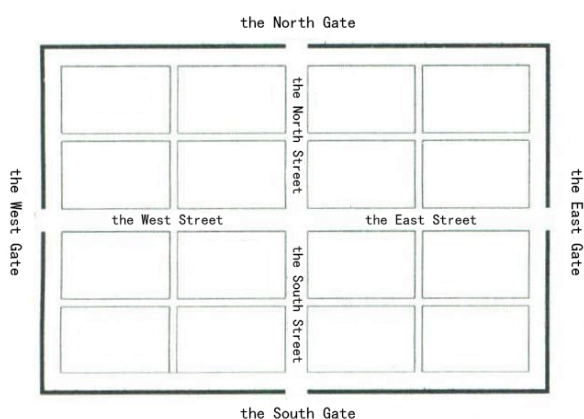 the North Gate
the North Street
the West Gate
the West Street
the East Street
the East Gate
the South Street
the South Gate